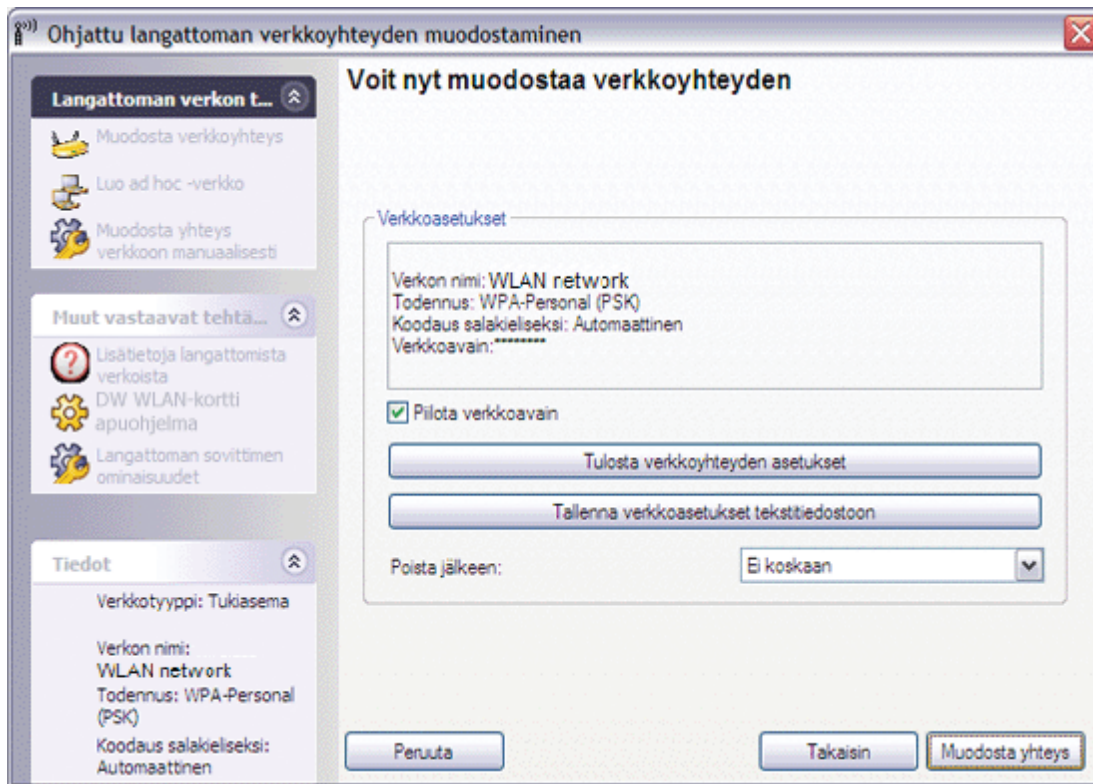 Ohjattu langattoman verkkoyhteyden muodostaminen
Langattoman verkon t...
Muodosta verkkoyhteys
Luo ad hoc -verkko
Muodosta yhteys
verkkoon manuaalisesti
Muut vastaavat tehtä...
Lisätietoja langattomista
verkoista
DW WLAN-kortti
apuohjelma
Langattoman sovittimen
ominaisuudet
Tiedot
Verkkotyyppi: Tukiasema
Verkon nimi:
WLAN network
Todennus: WPA-Personal
(PSK)
Koodaus salakieliseksi:
Automaattinen
Voit nyt muodostaa verkkoyhteyden
Verkkoasetukset
Verkon nimi: WLAN network
Todennus: WPA-Personal (PSK)
Koodaus salakieliseksi: Automaattinen
Verkkoavain:********
Piilota verkkoavain
Tulosta verkkoyhteyden asetukset
Tallenna verkkoasetukset tekstitiedostoon
Poista jälkeen:
Ei koskaan
Peruuta
Takaisin
Muodosta yhteys